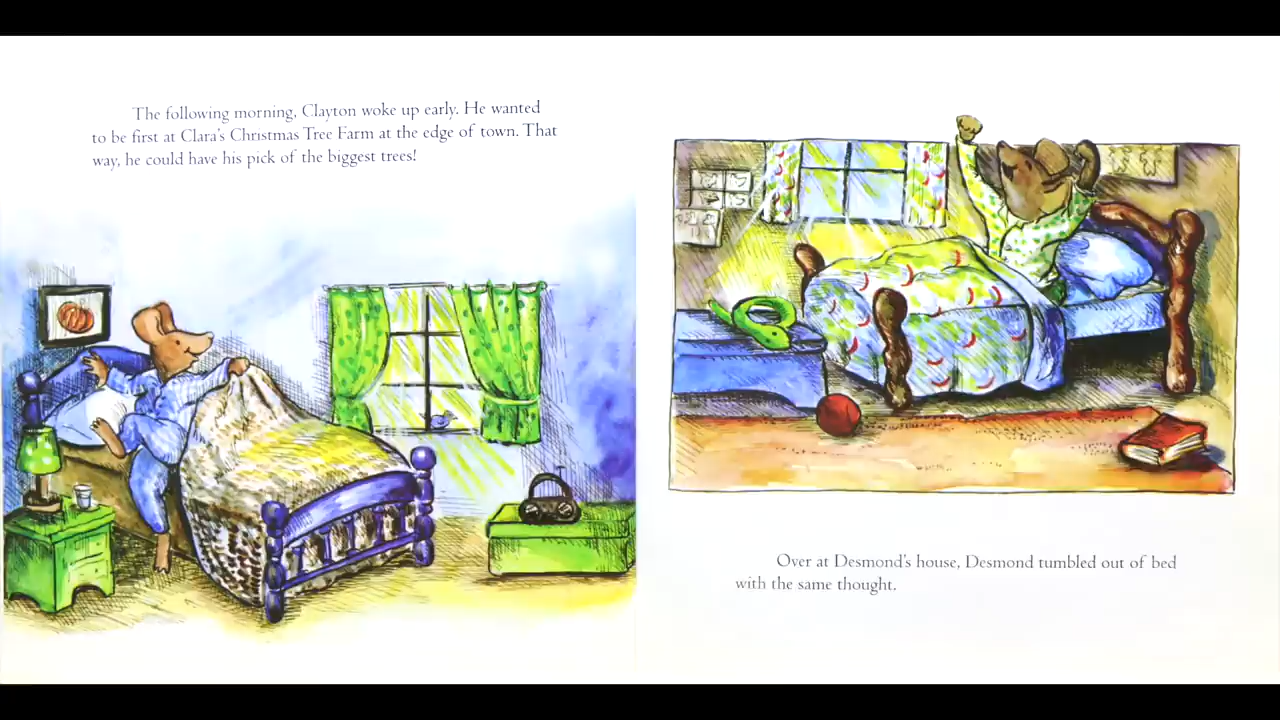 The following morning, Clayton woke up early. He wanted
to be first at Clara's Christmas Tree Farm at the edge of town. That
way, he could have his pick of the biggest trees!
Over at Desmond's house, Desmond tumbled out of bed
with the same thought.